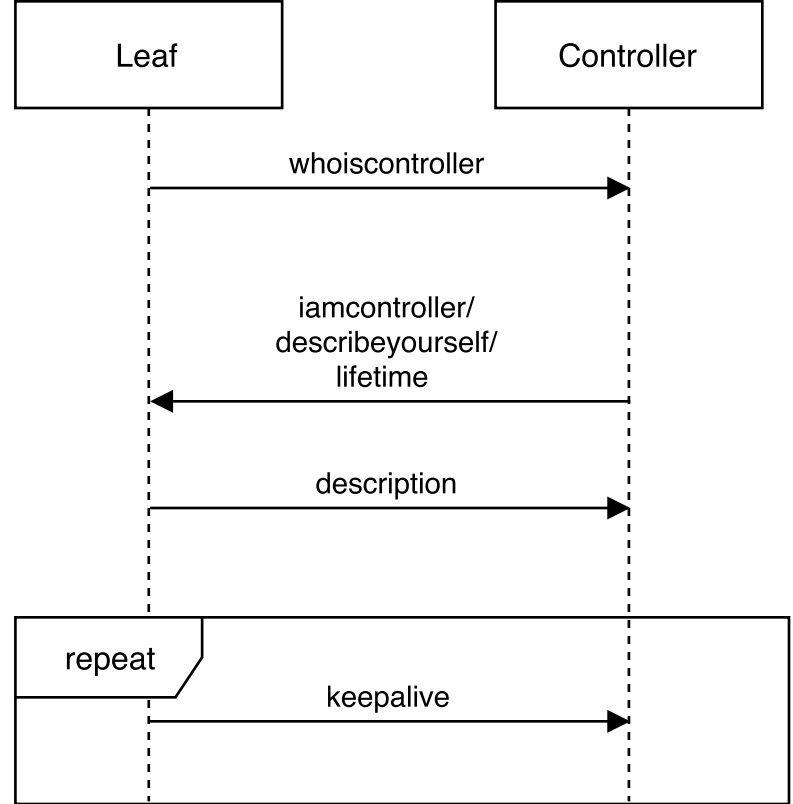 Leaf
Controller
whoiscontroller
iamcontroller/
describeyourself/
lifetime
description
repeat
keepalive